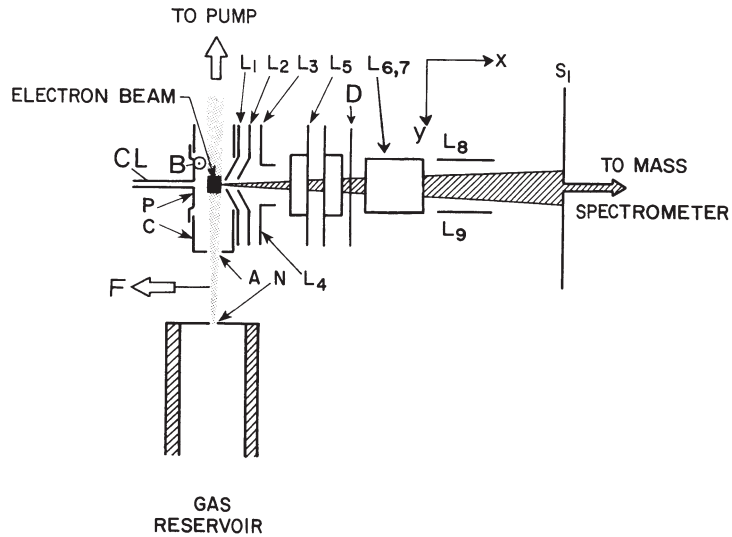 TO PUMP
L1 L2 L3 L5 L6,7 x S1
ELECTRON BEAM
D
y
L8
CL
B
TO MASS
SPECTROMETER
P
C
L9
A N L4
F
GAS
RESERVOIR